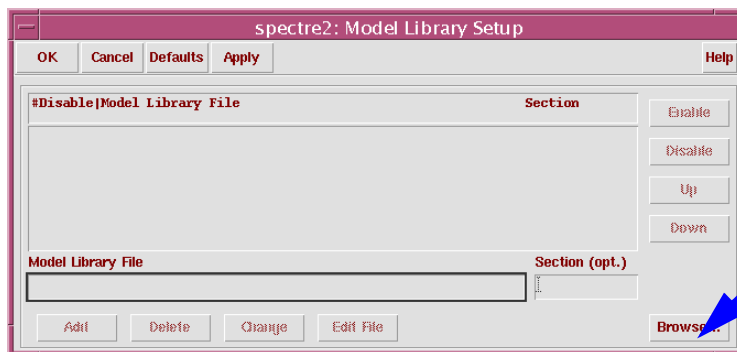 spectre2: Model Library Setup
OK Cancel Defaults Apply Help
#Disable|Model Library File Section
Enable
Disable
Up
Down
Model Library File Section (opt.)
Add Delete Change Edit File Browse..